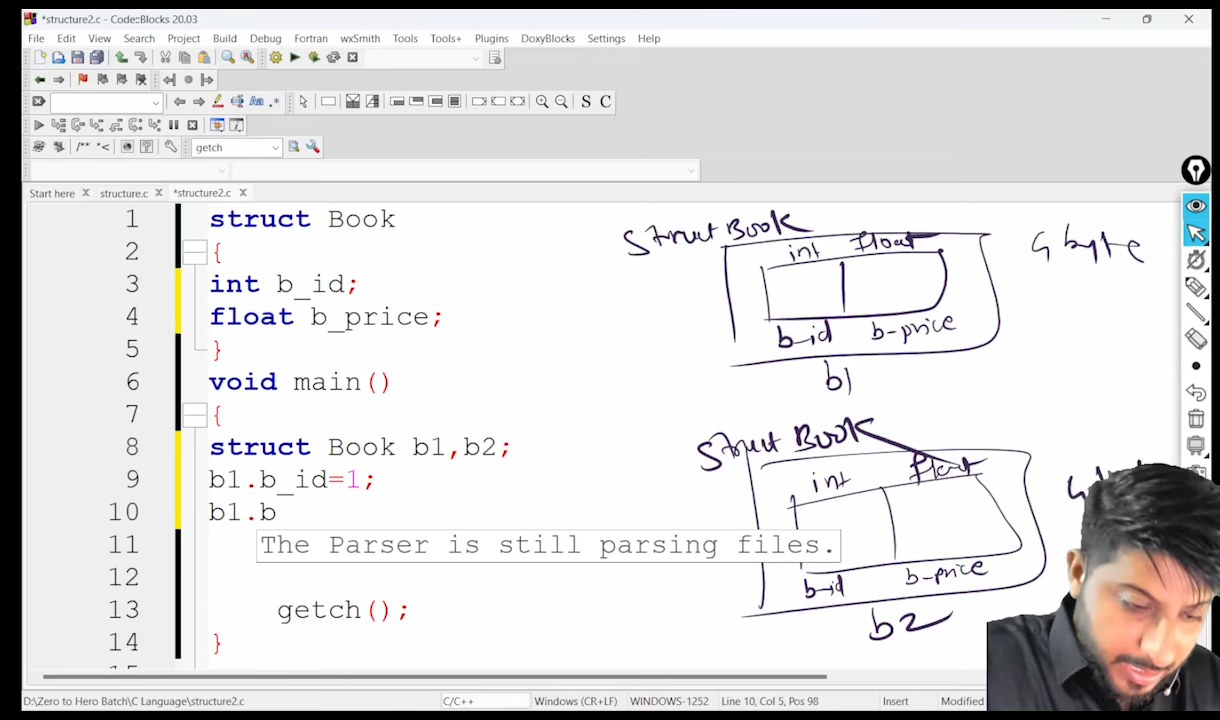 *structure2.c - Code::Blocks 20.03
File Edit View Search Project Build Debug Fortran wxSmith Tools Tools+ Plugins DoxyBlocks Settings Help
S C
/** *< getch
Start here structure.c *structure2.c
1 struct Book
2 {
3 int b_id;
4 float b_price;
5 }
6 void main()
7 {
8 struct Book b1,b2;
9 b1.b_id=1;
10 b1.b
11 The Parser is still parsing files.
12
13 getch();
14 }
Struct Book
int float
b-id b-price
b1
4 byte
Struct Book
int float
b-id b-price
b2
D:\Zero to Hero Batch\C Language\structure2.c C/C++ Windows (CR+LF) WINDOWS-1252 Line 10, Col 5, Pos 98 Insert Modified